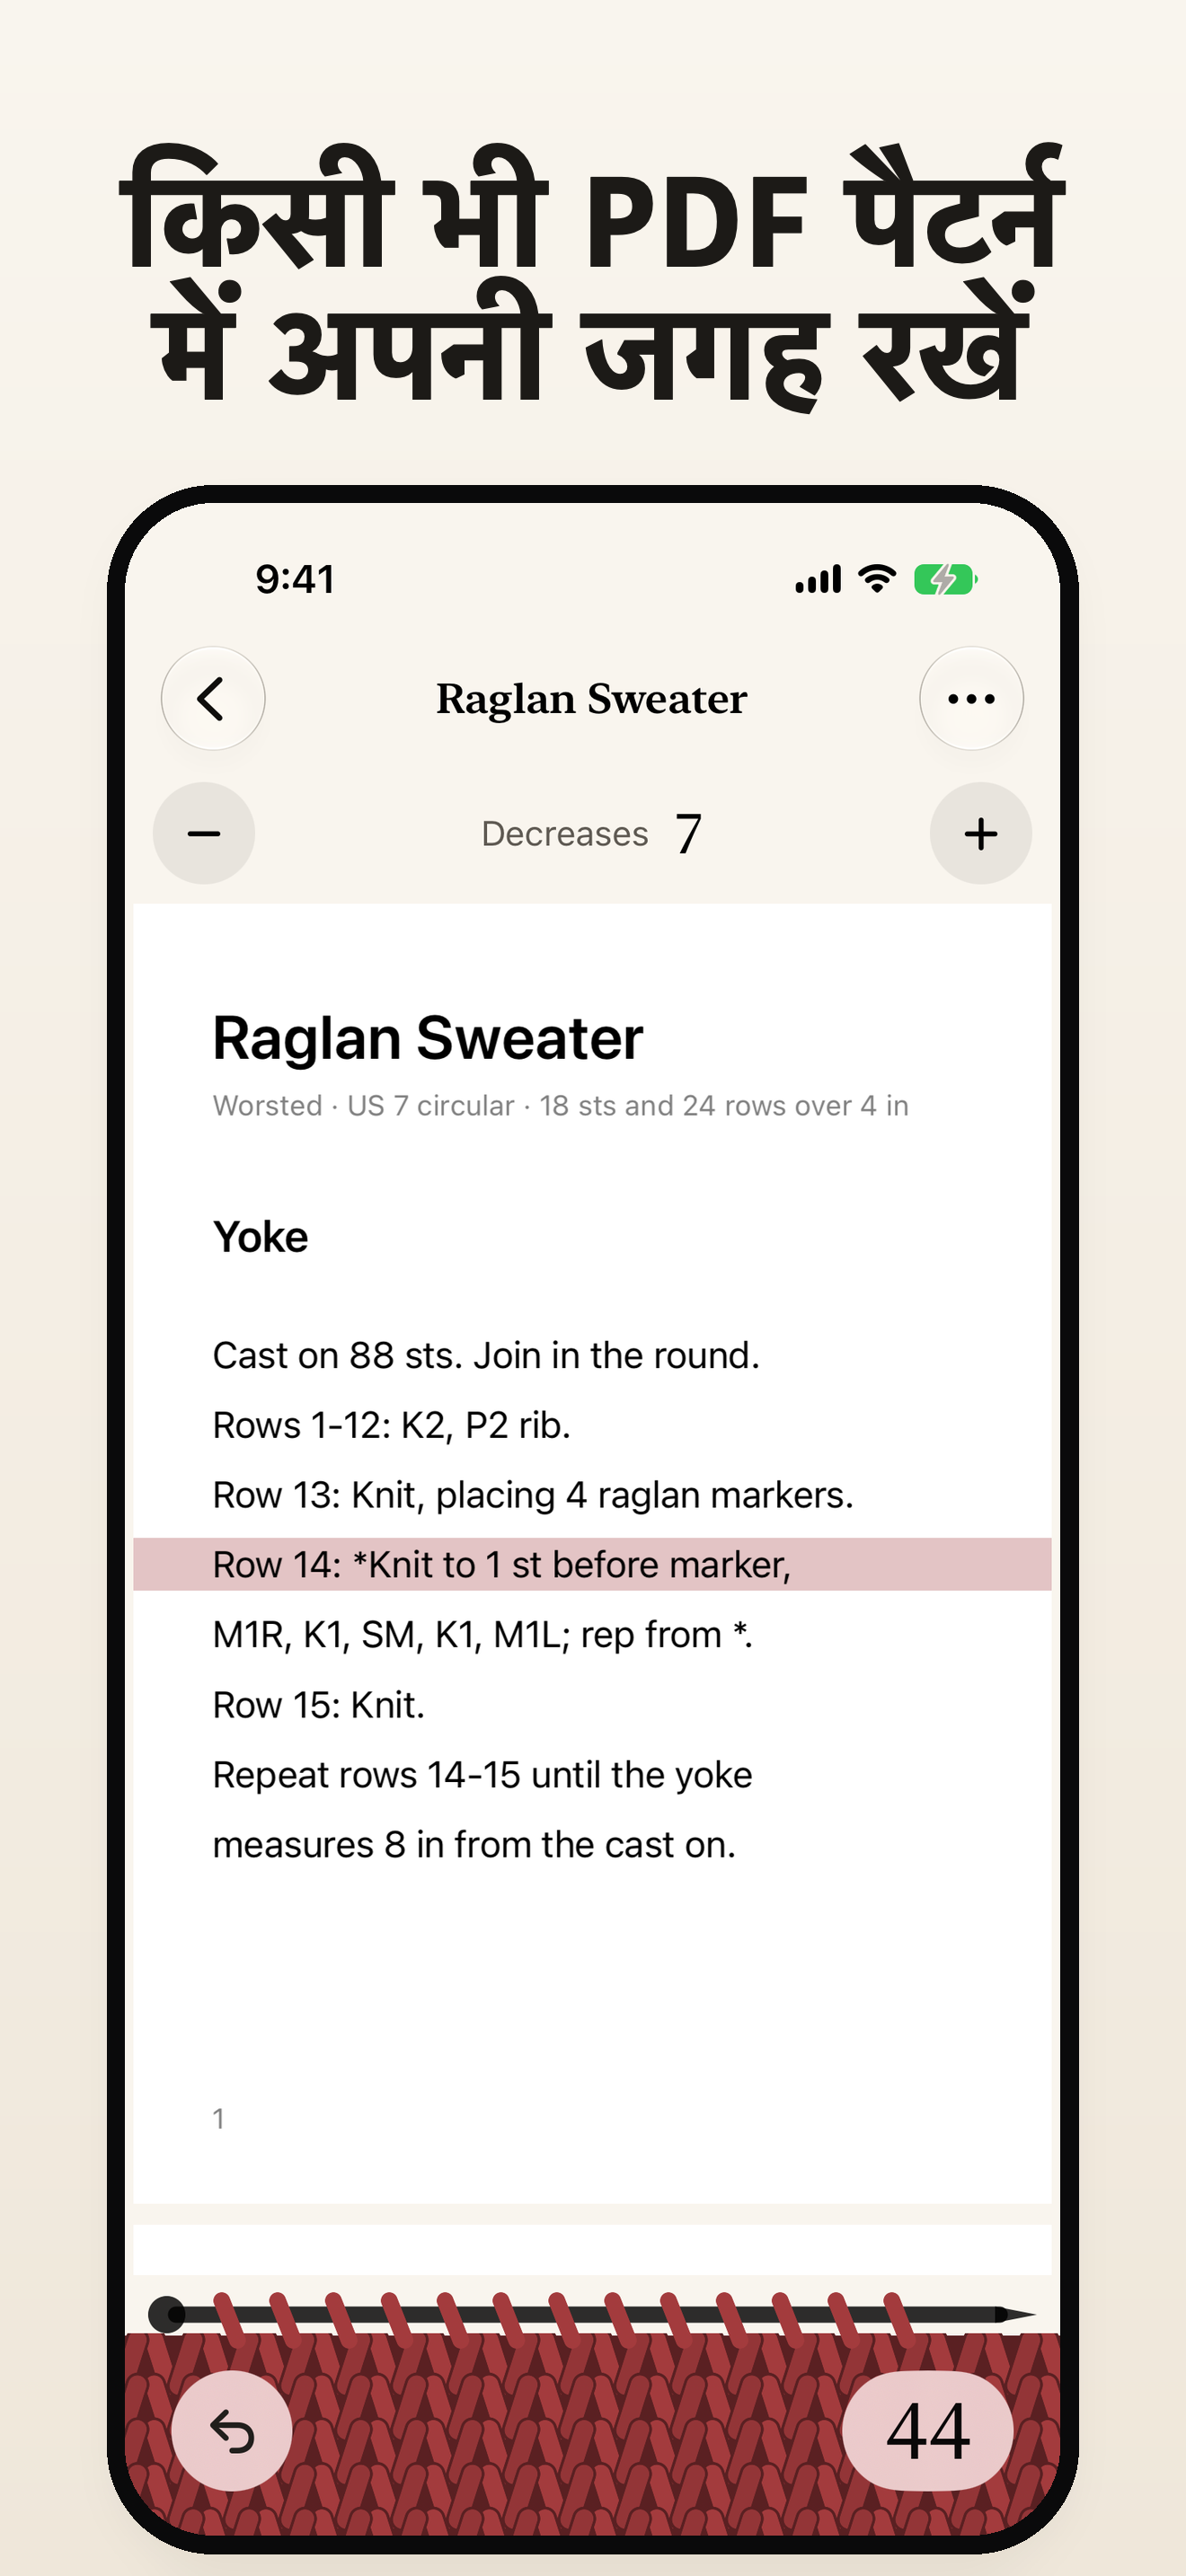 किसी भी PDF पैटर्न
में अपनी जगह रखें
9:41
Raglan Sweater
Decreases 7
Raglan Sweater
Worsted · US 7 circular · 18 sts and 24 rows over 4 in
Yoke
Cast on 88 sts. Join in the round.
Rows 1-12: K2, P2 rib.
Row 13: Knit, placing 4 raglan markers.
Row 14: *Knit to 1 st before marker,
M1R, K1, SM, K1, M1L; rep from *.
Row 15: Knit.
Repeat rows 14-15 until the yoke
measures 8 in from the cast on.
1
44